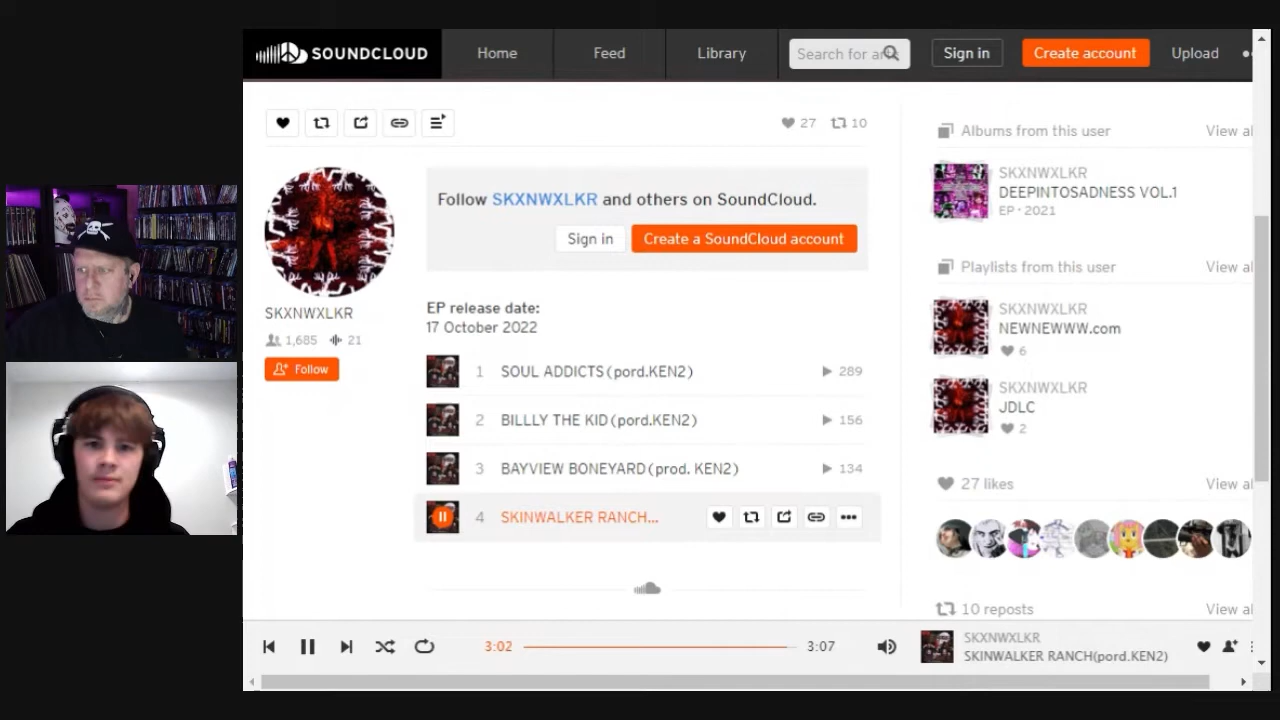 SOUNDCLOUD
Home
Feed
Library
Search for art
Sign in
Create account
Upload
27
10
SKXNWXLKR
1,685
21
Follow
Follow SKXNWXLKR and others on SoundCloud.
Sign in
Create a SoundCloud account
EP release date:
17 October 2022
1 SOUL ADDICTS(pord.KEN2) 289
2 BILLLY THE KID(pord.KEN2) 156
3 BAYVIEW BONEYARD(prod. KEN2) 134
4 SKINWALKER RANCH...
Albums from this user
View al
SKXNWXLKR
DEEPINTOSADNESS VOL.1
EP · 2021
Playlists from this user
View al
SKXNWXLKR
NEWNEWWW.com
6
SKXNWXLKR
JDLC
2
27 likes
View al
10 reposts
View al
3:02
3:07
SKXNWXLKR
SKINWALKER RANCH(pord.KEN2)